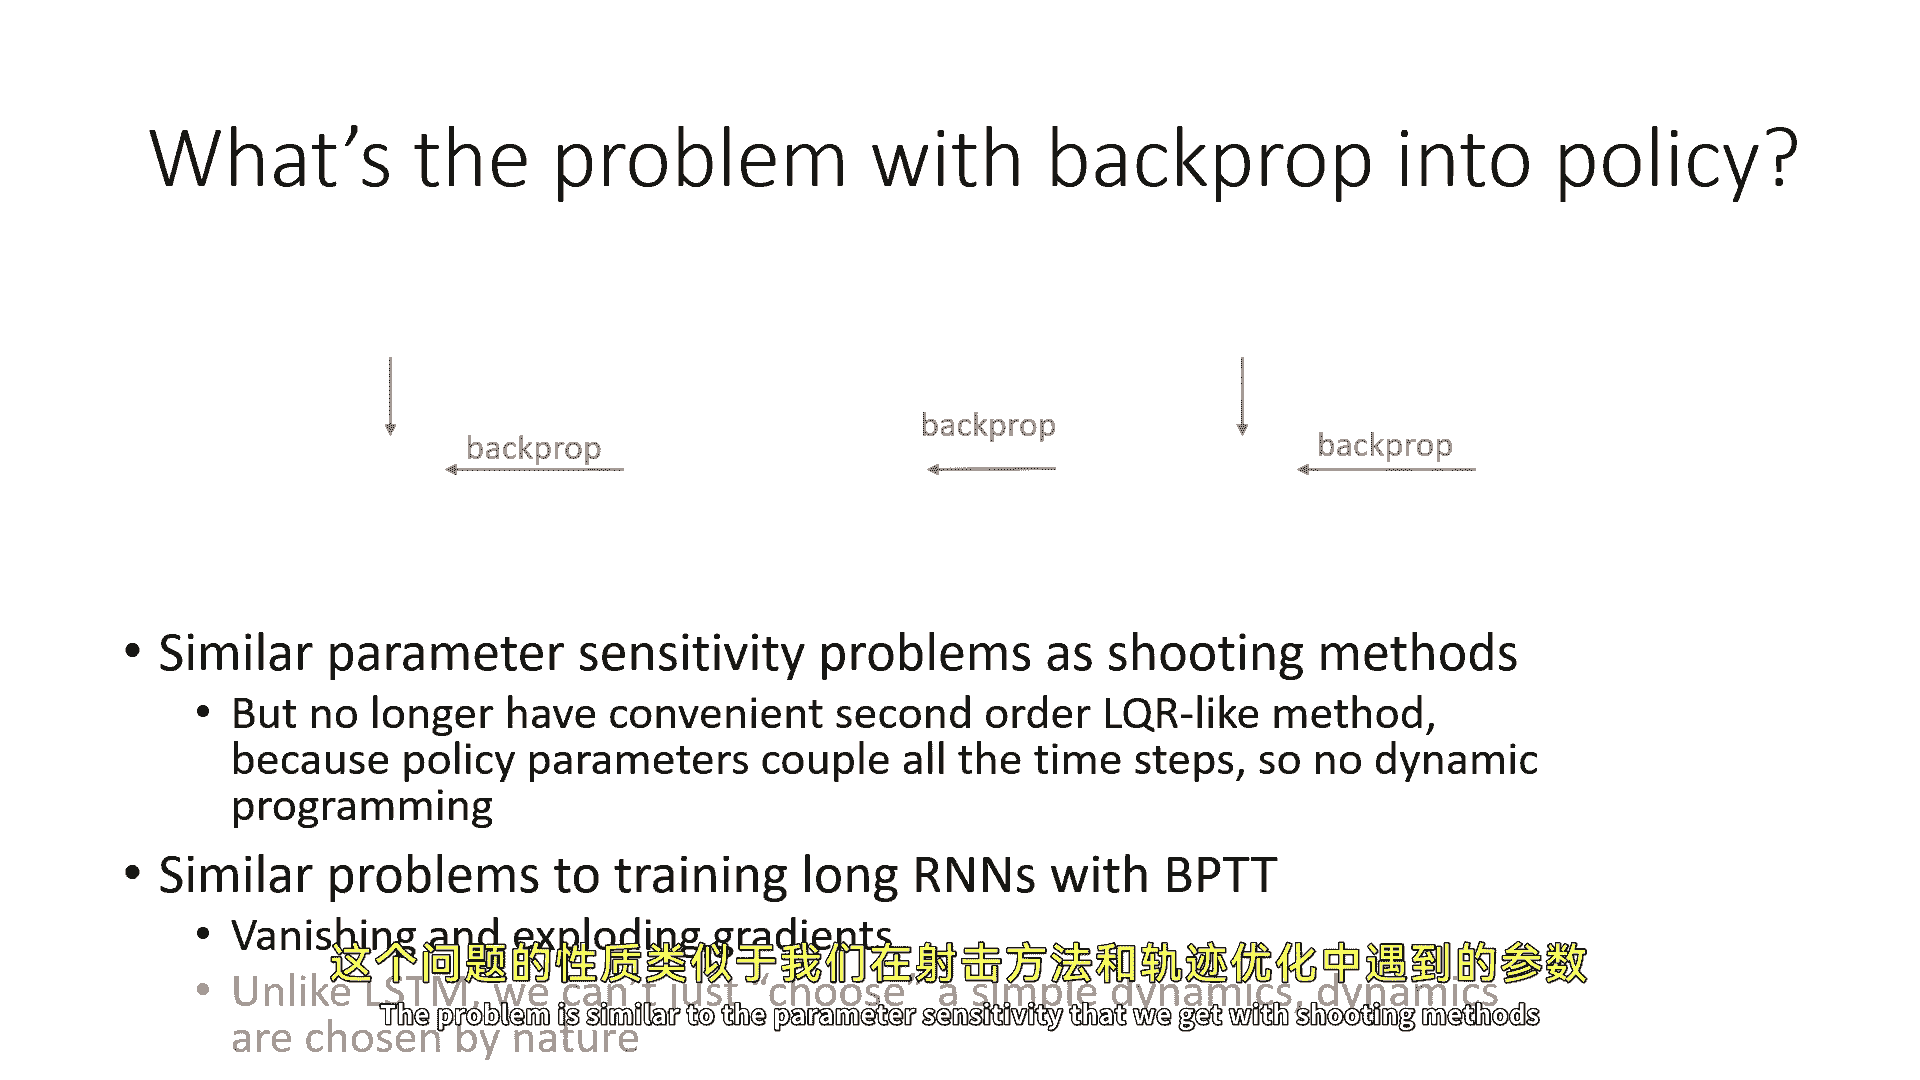 What's the problem with backprop into policy?
backprop
backprop
backprop
• Similar parameter sensitivity problems as shooting methods
• But no longer have convenient second order LQR-like method,
because policy parameters couple all the time steps, so no dynamic
programming
• Similar problems to training long RNNs with BPTT
• Vanishing and exploding gradients
这个问题的性质类似于我们在射击方法和轨迹优化中遇到的参数
• Unlike LSTM, we can't just “choose” a simple dynamics, dynamics
The problem is similar to the parameter sensitivity that we get with shooting methods
are chosen by nature